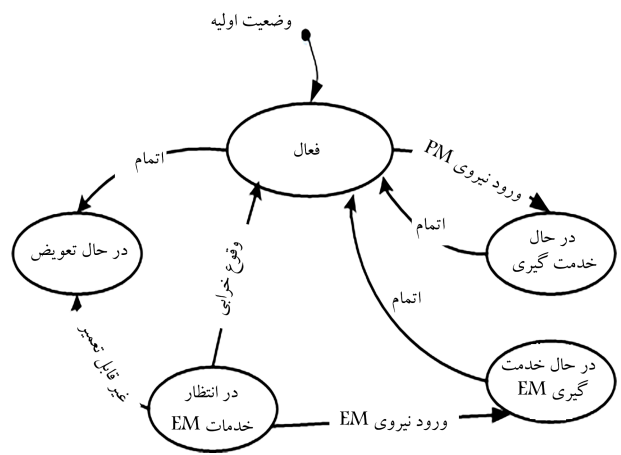 وضعیت اولیه
فعال
اتمام
ورود نیروی PM
در حال تعویض
وقوع خرابی
اتمام
در حال
خدمت گیری
اتمام
غیر قابل تعمیر
در انتظار
خدمات EM
ورود نیروی EM
در حال خدمت
گیری EM